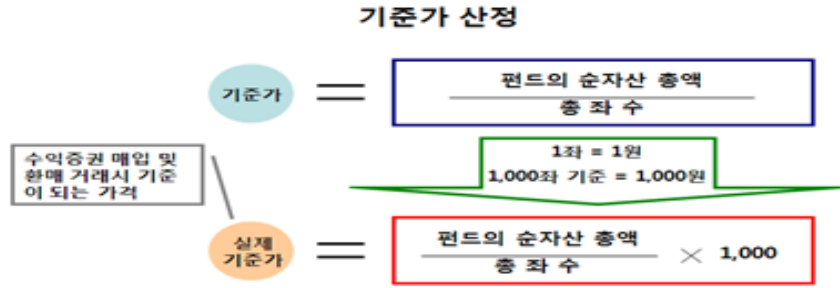 기준가 산정
기준가
=
펀드의 순자산 총액
총 좌 수
수익증권 매입 및
환매 거래시 기준
이 되는 가격
1좌 = 1원
1,000좌 기준 = 1,000원
실제
기준가
=
펀드의 순자산 총액
총 좌 수
× 1,000